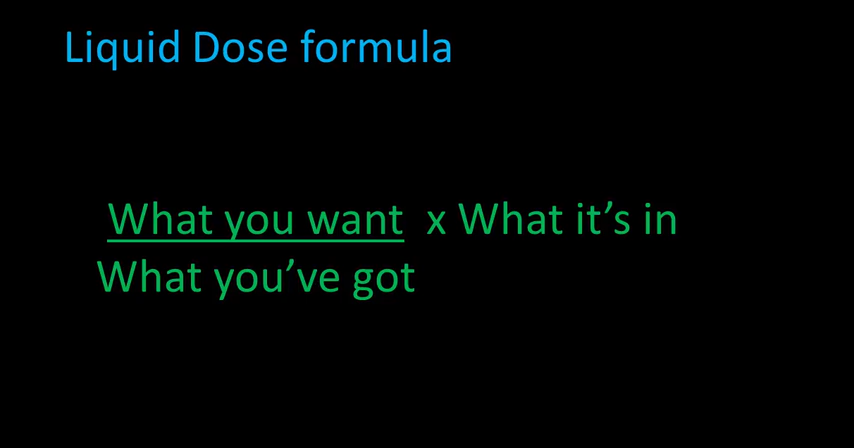 Liquid Dose formula
What you want x What it’s in
What you’ve got